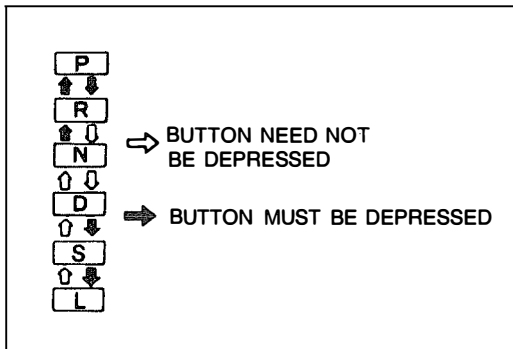 P
R
N
D
S
L
BUTTON NEED NOT
BE DEPRESSED
BUTTON MUST BE DEPRESSED